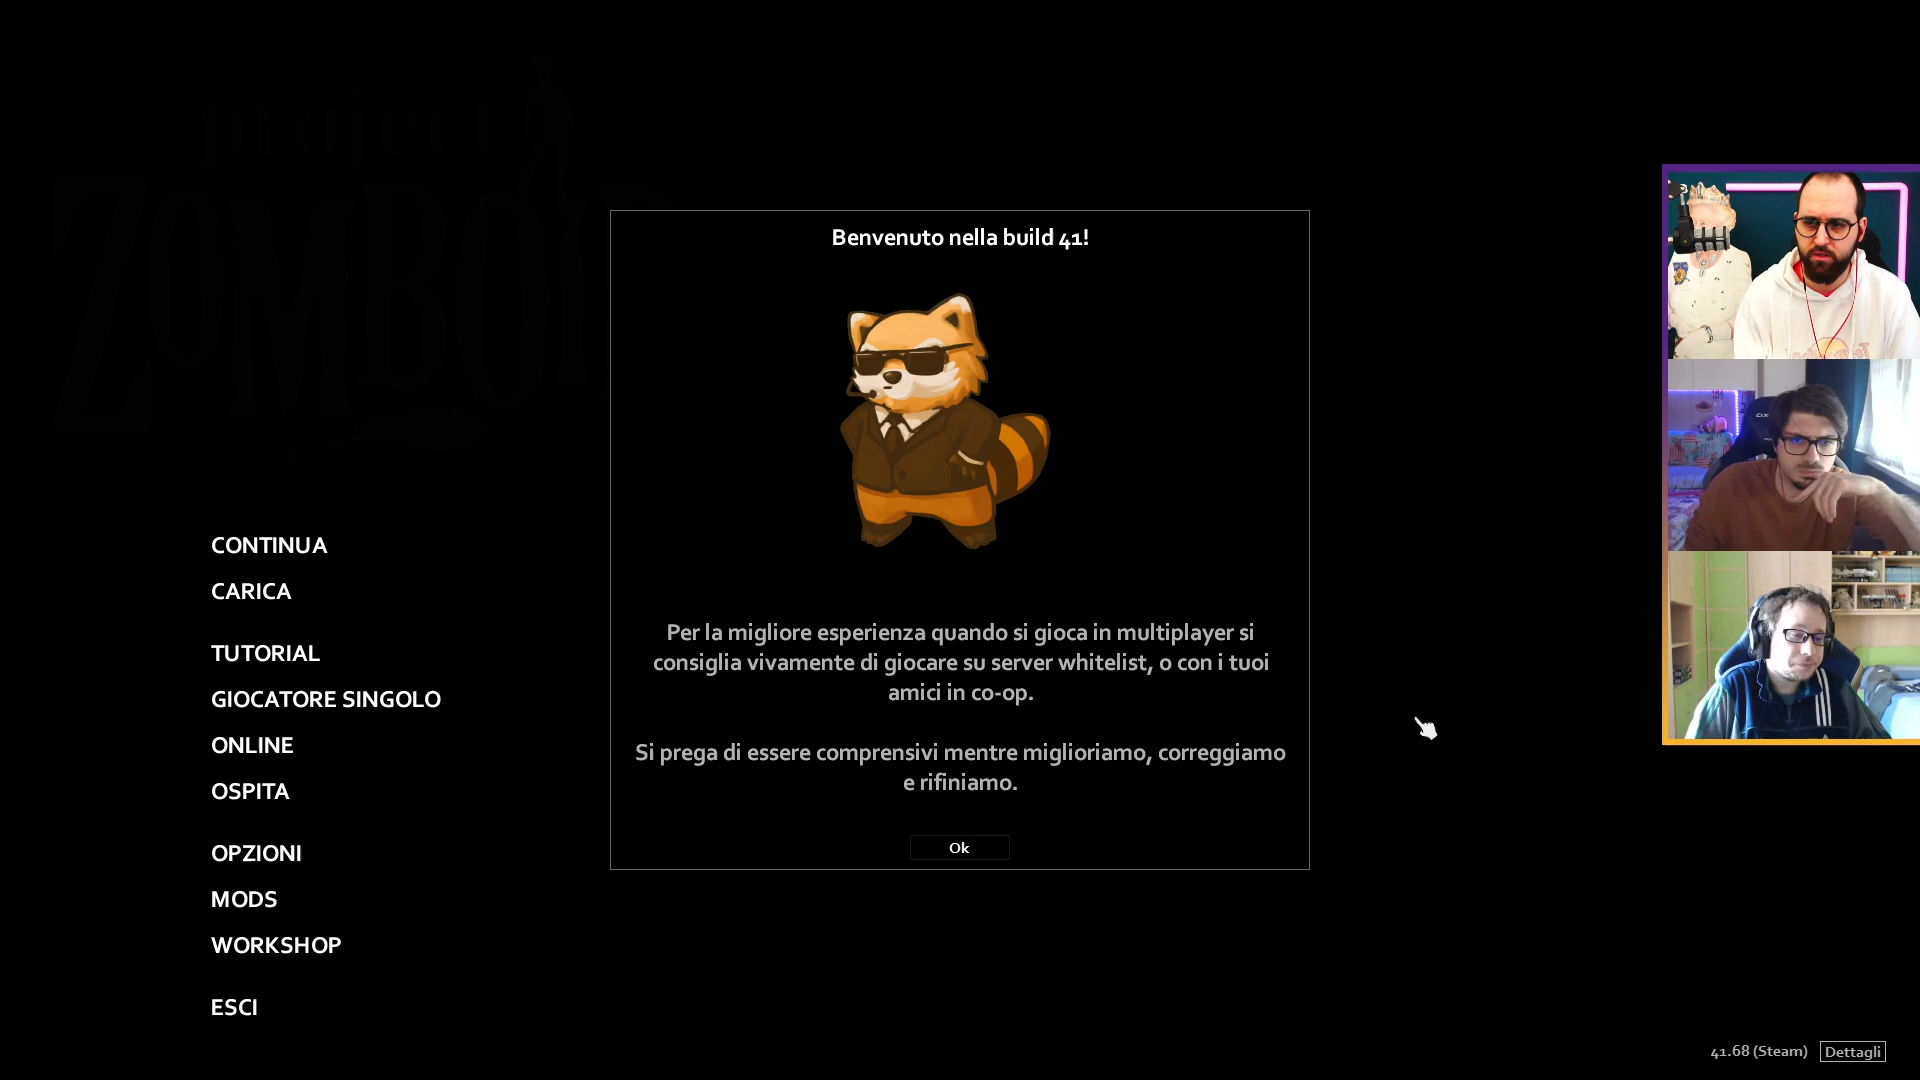 project
ZOMBOID
Benvenuto nella build 41!
Per la migliore esperienza quando si gioca in multiplayer si
consiglia vivamente di giocare su server whitelist, o con i tuoi
amici in co-op.
Si prega di essere comprensivi mentre miglioriamo, correggiamo
e rifiniamo.
Ok
CONTINUA
CARICA
TUTORIAL
GIOCATORE SINGOLO
ONLINE
OSPITA
OPZIONI
MODS
WORKSHOP
ESCI
41.68 (Steam)
Dettagli